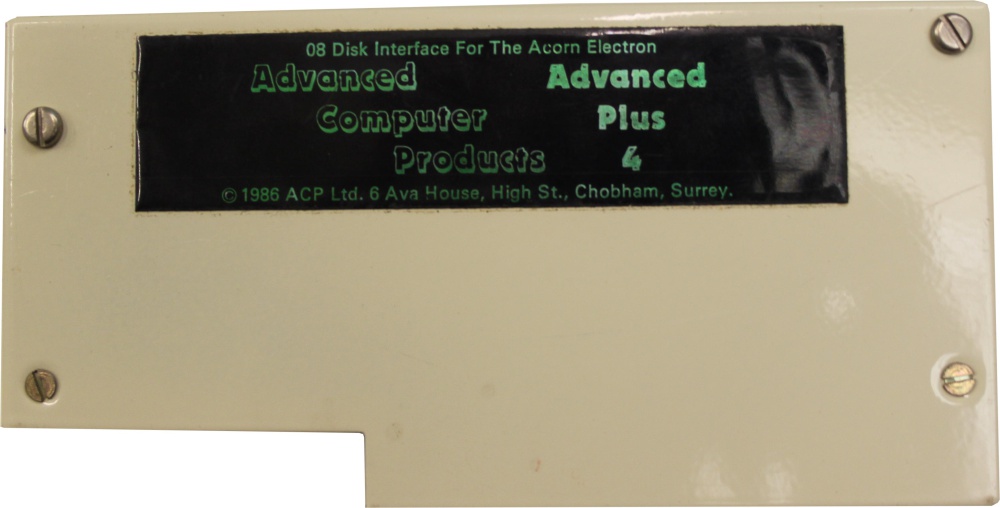 08 Disk Interface For The Acorn Electron
Advanced Advanced
Computer Plus
Products 4
© 1986 ACP Ltd. 6 Ava House, High St., Chobham, Surrey.